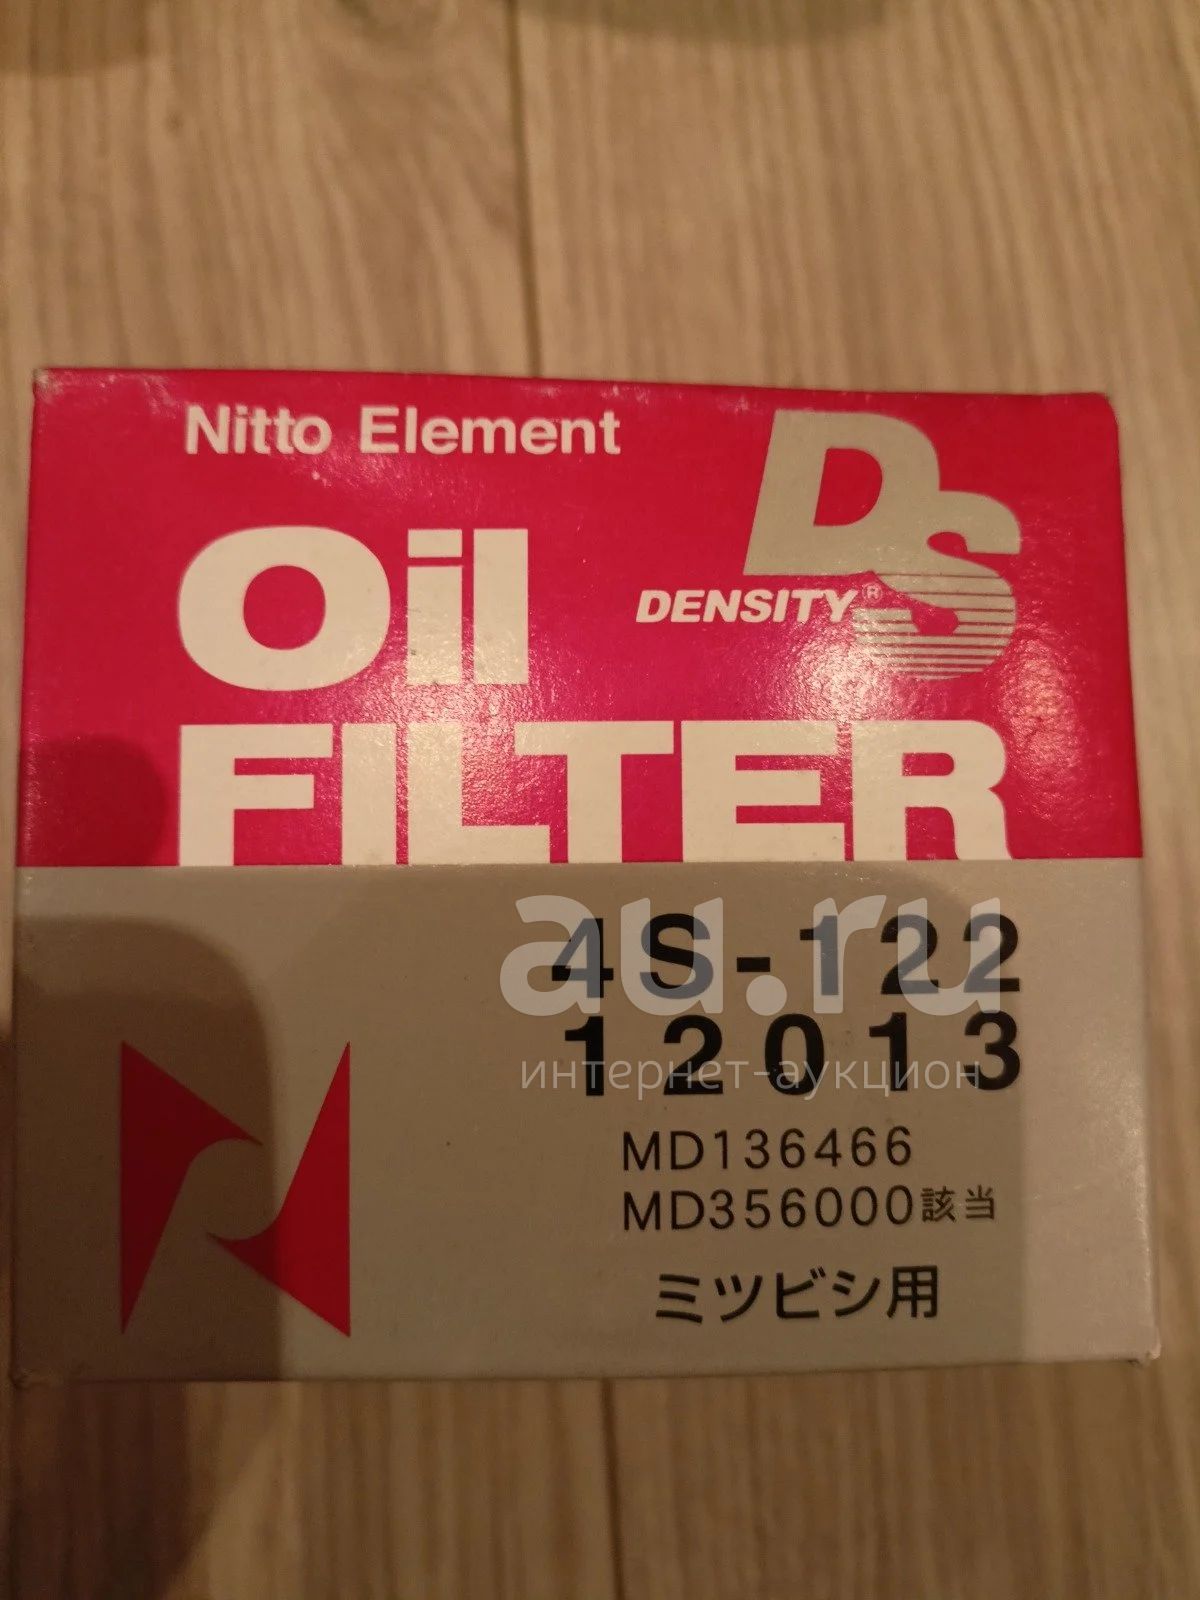 Nitto Element
DS
DENSITY®
Oil
FILTER
4S-122
12013
MD136466
MD356000該当
ミツビシ用
au.ru
интернет-аукцион